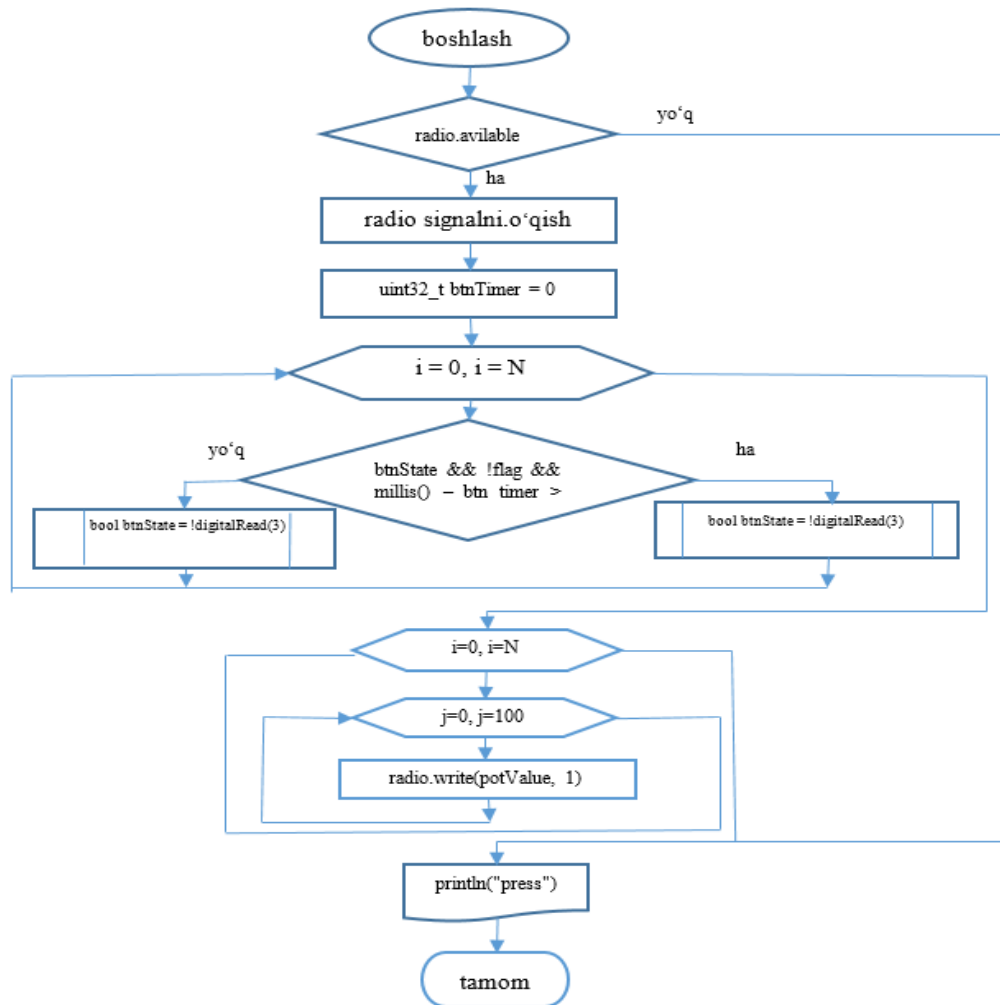 boshlash
yo‘q
radio.avilable
ha
radio signalni.o‘qish
uint32_t btnTimer = 0
i = 0, i = N
yo‘q
ha
btnState && !flag &&
millis() – btn timer >
bool btnState = !digitalRead(3)
bool btnState = !digitalRead(3)
i=0, i=N
j=0, j=100
radio.write(potValue, 1)
println("press")
tamom